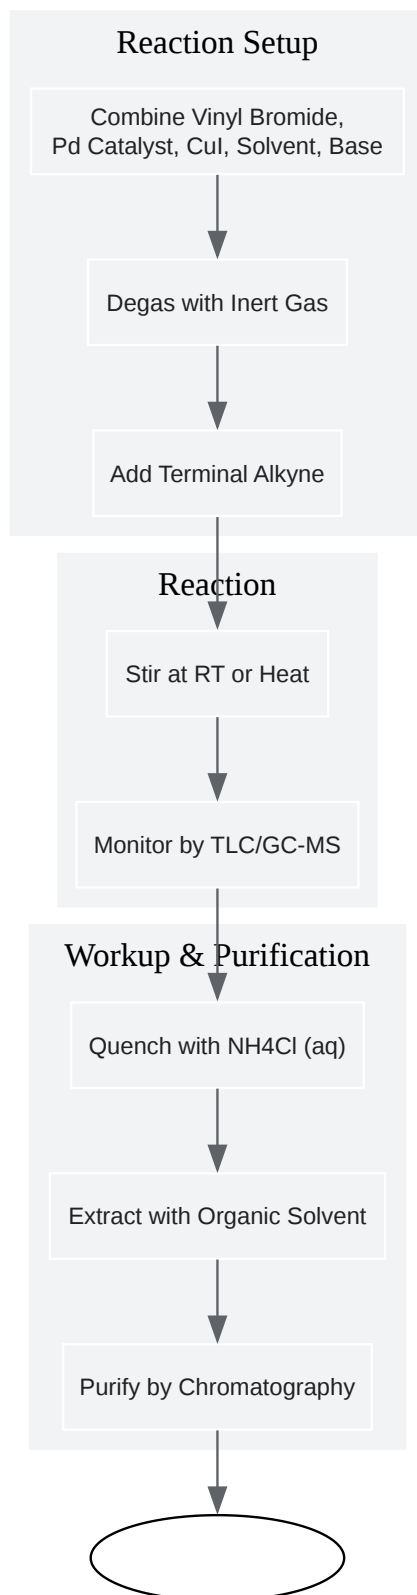 Reaction Setup
Combine Vinyl Bromide,
Pd Catalyst, CuI, Solvent, Base
Degas with Inert Gas
Add Terminal Alkyne
Reaction
Stir at RT or Heat
Monitor by TLC/GC-MS
Workup & Purification
Quench with NH4Cl (aq)
Extract with Organic Solvent
Purify by Chromatography